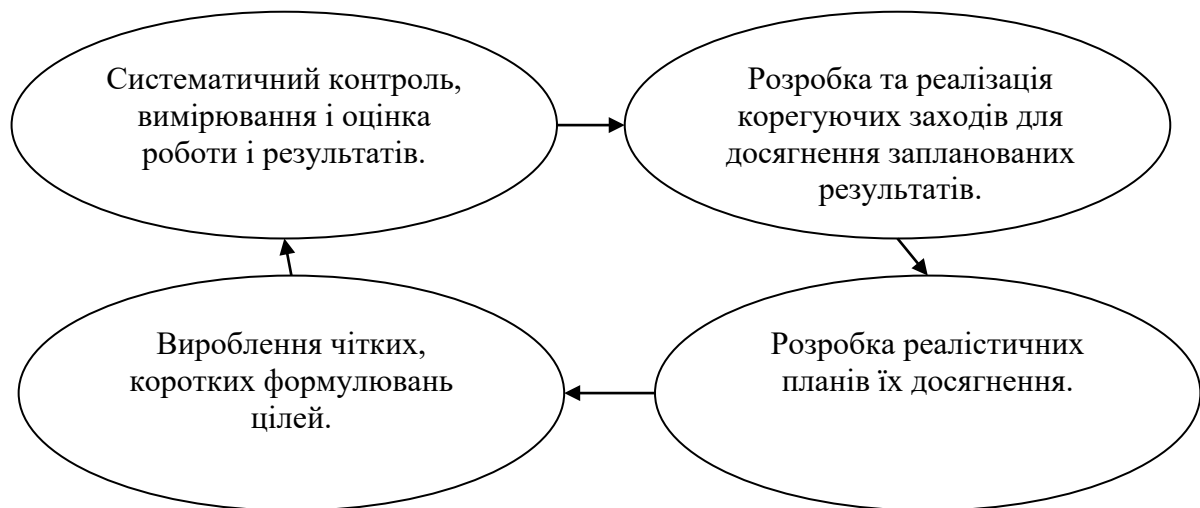 Систематичний контроль,
вимірювання і оцінка
роботи і результатів.
Розробка та реалізація
корегуючих заходів для
досягнення запланованих
результатів.
Вироблення чітких,
коротких формулювань
цілей.
Розробка реалістичних
планів їх досягнення.